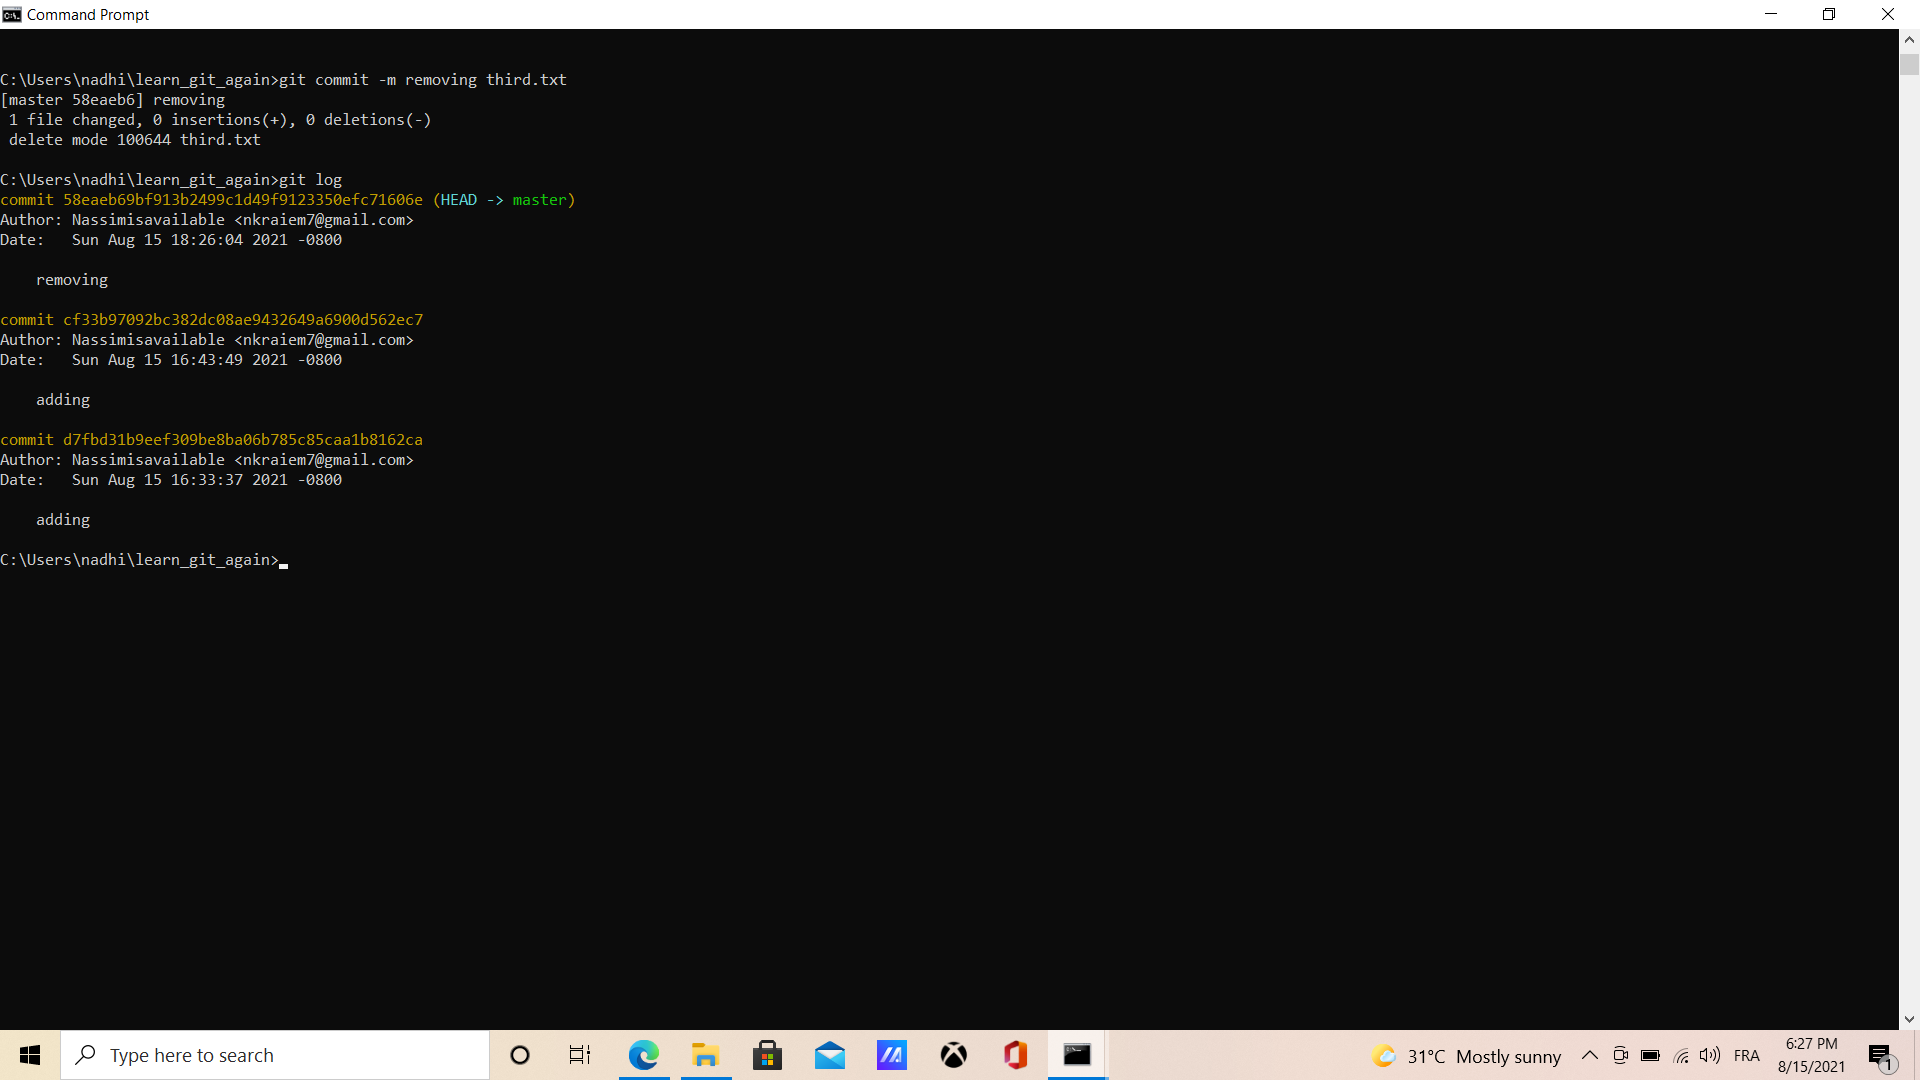 Command Prompt
C:\Users\nadhi\learn_git_again>git commit -m removing third.txt
[master 58eaeb6] removing
 1 file changed, 0 insertions(+), 0 deletions(-)
 delete mode 100644 third.txt
C:\Users\nadhi\learn_git_again>git log
commit 58eaeb69bf913b2499c1d49f9123350efc71606e (HEAD -> master)
Author: Nassimisavailable <nkraiem7@gmail.com>
Date:   Sun Aug 15 18:26:04 2021 -0800
    removing
commit cf33b97092bc382dc08ae9432649a6900d562ec7
Author: Nassimisavailable <nkraiem7@gmail.com>
Date:   Sun Aug 15 16:43:49 2021 -0800
    adding
commit d7fbd31b9eef309be8ba06b785c85caa1b8162ca
Author: Nassimisavailable <nkraiem7@gmail.com>
Date:   Sun Aug 15 16:33:37 2021 -0800
    adding
C:\Users\nadhi\learn_git_again>
Type here to search
31°C Mostly sunny
FRA
6:27 PM
8/15/2021
1